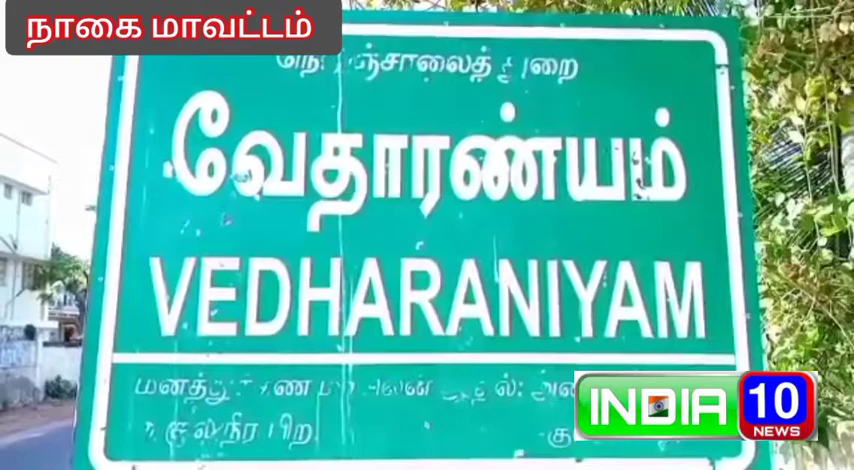 நாகை மாவட்டம்
நெடுஞ்சாலைத் துறை
வேதாரண்யம்
VEDHARANIYAM
INDIA 10
NEWS